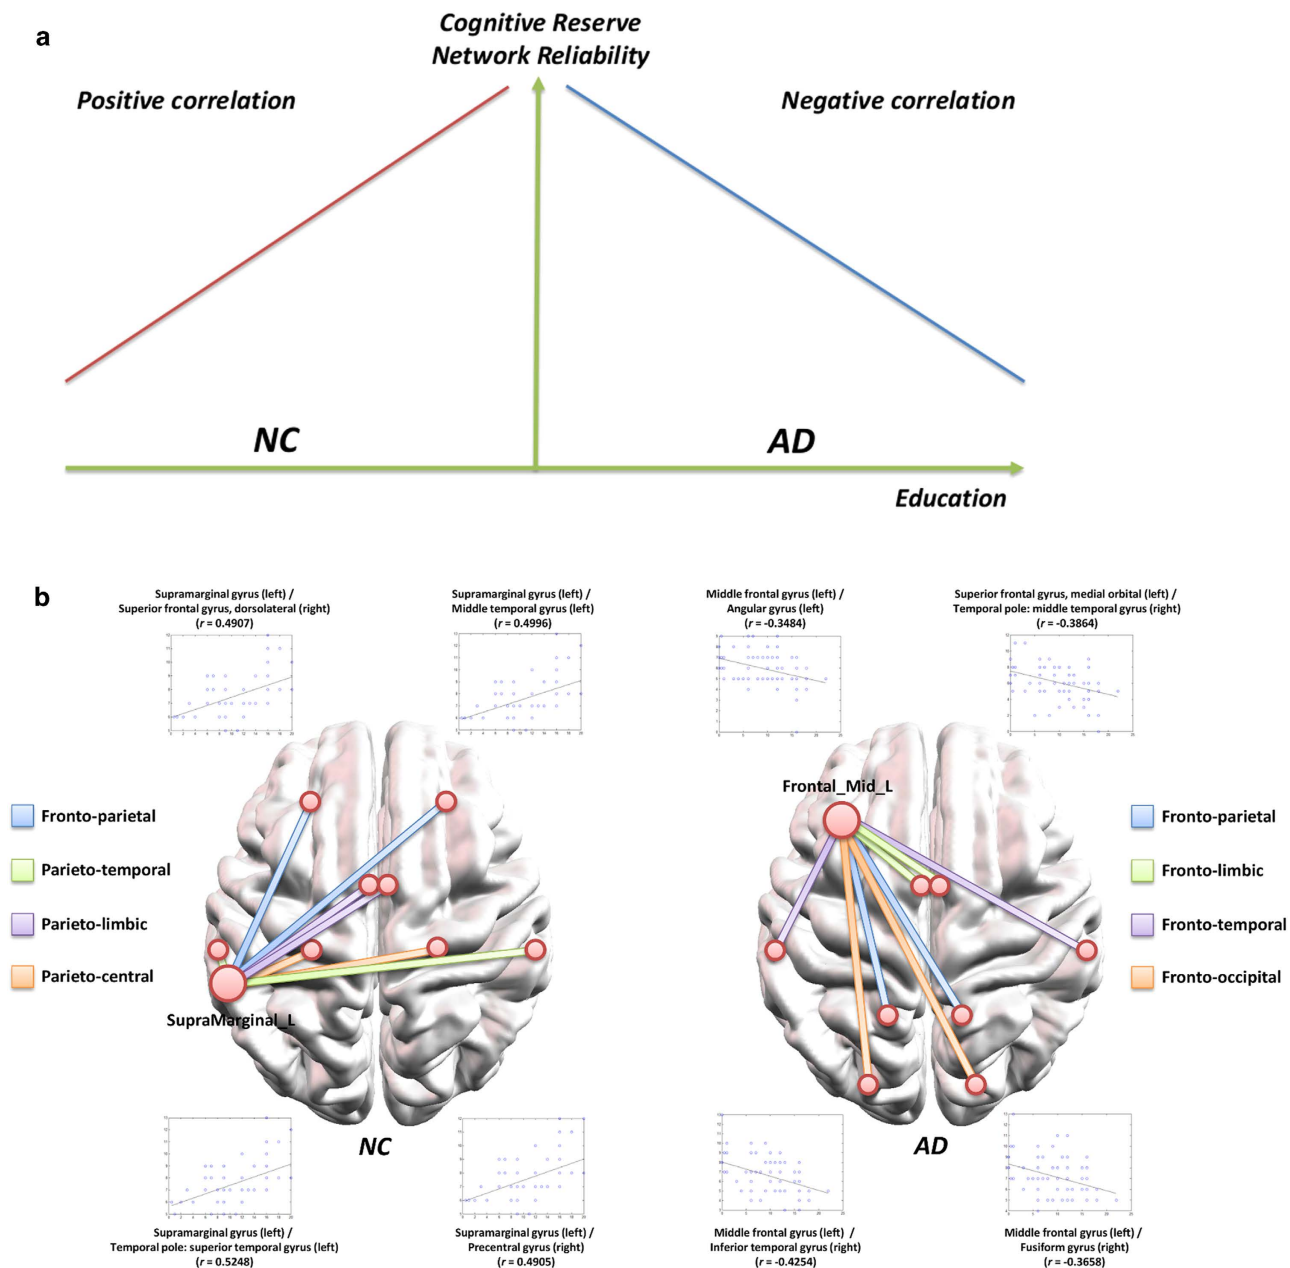 a
Cognitive Reserve
Network Reliability
Positive correlation
Negative correlation
NC
AD
Education
b
Supramarginal gyrus (left) /
Superior frontal gyrus, dorsolateral (right)
(r = 0.4907)
Supramarginal gyrus (left) /
Middle temporal gyrus (left)
(r = 0.4996)
Middle frontal gyrus (left) /
Angular gyrus (left)
(r = -0.3484)
Superior frontal gyrus, medial orbital (left) /
Temporal pole: middle temporal gyrus (right)
(r = -0.3864)
Fronto-parietal
Parieto-temporal
Parieto-limbic
Parieto-central
SupraMarginal_L
Frontal_Mid_L
Fronto-parietal
Fronto-limbic
Fronto-temporal
Fronto-occipital
NC
AD
Supramarginal gyrus (left) /
Temporal pole: superior temporal gyrus (left)
(r = 0.5248)
Supramarginal gyrus (left) /
Precentral gyrus (right)
(r = 0.4905)
Middle frontal gyrus (left) /
Inferior temporal gyrus (right)
(r = -0.4254)
Middle frontal gyrus (left) /
Fusiform gyrus (right)
(r = -0.3658)